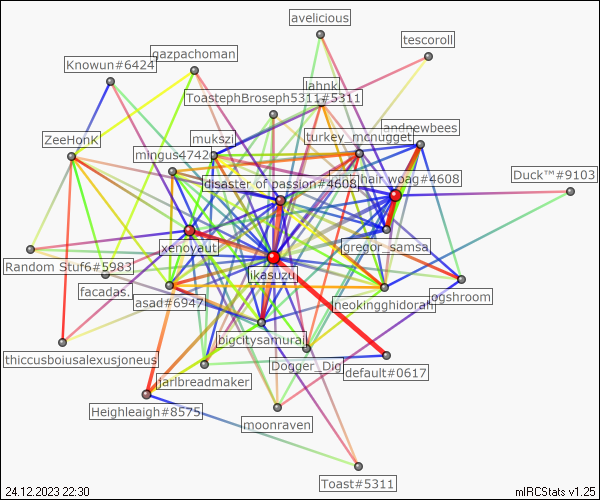 avelicious
tescoroll
gazpachoman
Knowun#6424
lahnk
ToastephBroseph5311#5311
andrewbees
ZeeHonK
mukszil
turkey_mcnugget
mingus4742
Duck™#9103
disaster of passion#4608
hair woag#4608
xenovaut
gregor_samsa
Random Stuf6#5983
ikasuzu
facadas.
asad#6947
neokingghidorah
ogshroom
bigcitysamurai
thiccusboiusalexusjoneus
Dogger_Dig
default#0617
jarlbreadmaker
Heighleaigh#8575
moonraven
Toast#5311
24.12.2023 22:30
mIRCStats v1.25